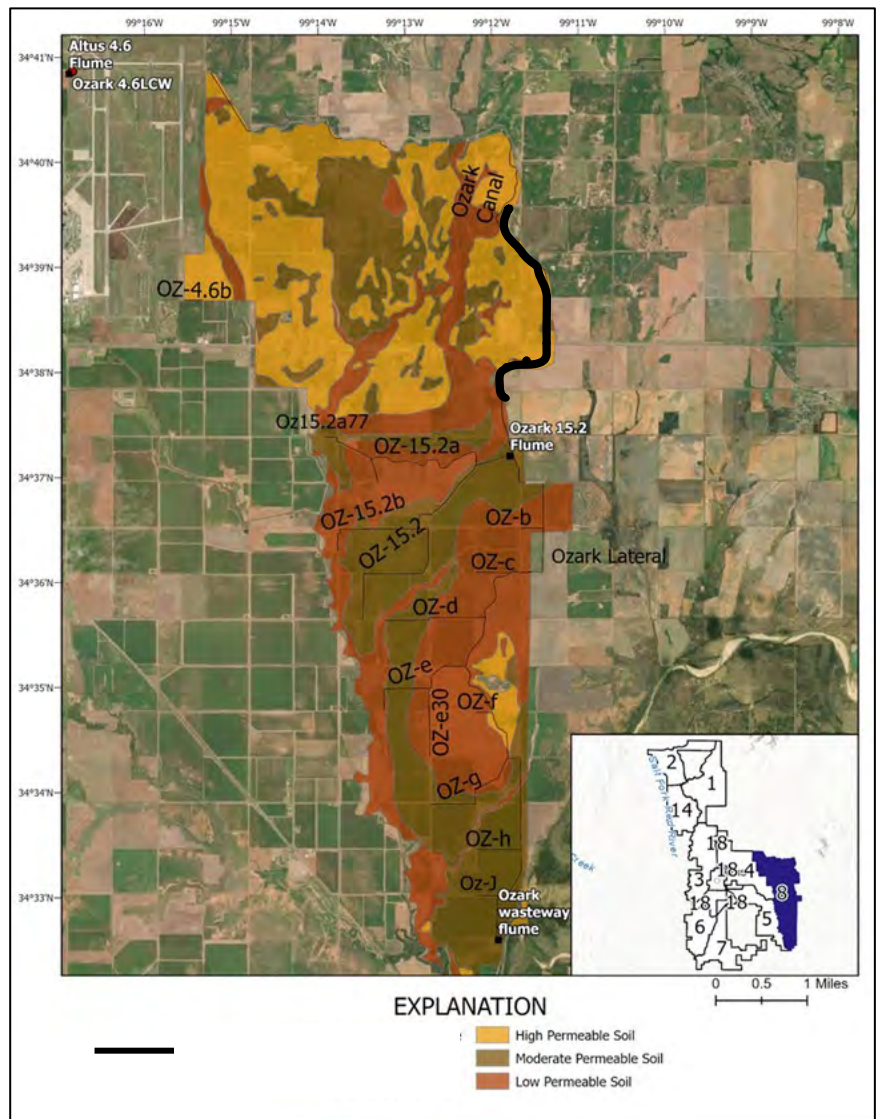 99°16'W 99°15'W 99°14'W 99°13'W 99°12'W 99°11'W 99°10'W 99°9'W 99°8'W
34°41'N
Altus 4.6
Flume
Ozark 4.6LCW
34°40'N
Ozark
Canal
34°39'N
OZ-4.6b
34°38'N
Oz15.2a77
OZ-15.2a
Ozark 15.2
Flume
34°37'N
OZ-15.2b
OZ-b
OZ-15.2
Ozark Lateral
OZ-c
34°36'N
OZ-d
OZ-e
34°35'N
OZ-f
OZ-e30
OZ-g
34°34'N
OZ-h
Oz-J
34°33'N
Ozark
wasteway
flume
2
1
Salt Fork Red River
14
18
Creek
18
4
3
8
18
18
5
6
7
0 0.5 1 Miles
EXPLANATION
High Permeable Soil
Moderate Permeable Soil
Low Permeable Soil